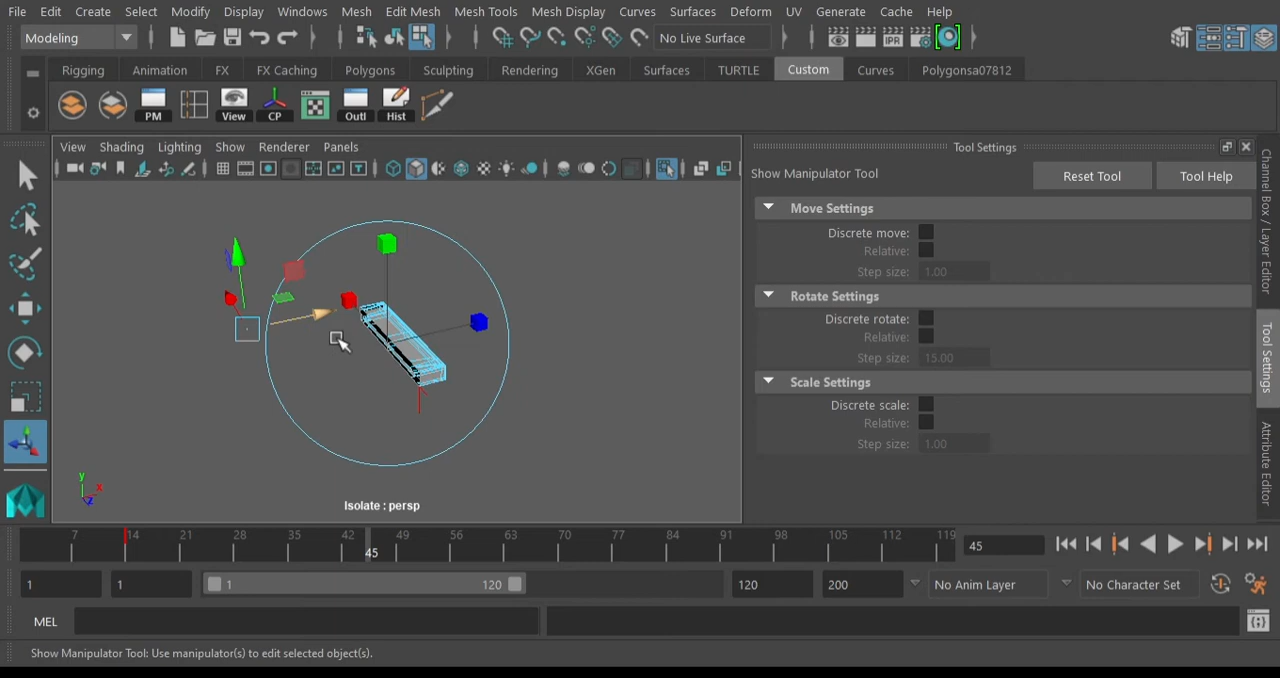 File Edit Create Select Modify Display Windows Mesh Edit Mesh Mesh Tools Mesh Display Curves Surfaces Deform UV Generate Cache Help
Modeling No Live Surface IPR
Rigging Animation FX FX Caching Polygons Sculpting Rendering XGen Surfaces TURTLE Custom Curves Polygonsa07812
PM View CP Outl Hist
View Shading Lighting Show Renderer Panels
Tool Settings
Show Manipulator Tool Reset Tool Tool Help
Move Settings
Discrete move:
Relative:
Step size: 1.00
Rotate Settings
Discrete rotate:
Relative:
Step size: 15.00
Scale Settings
Discrete scale:
Relative:
Step size: 1.00
Channel Box / Layer Editor
Tool Settings
Attribute Editor
y
x
z
Isolate : persp
7 14 21 28 35 42 49 56 63 70 77 84 91 98 105 112 119
45 45
1 1 1 120 120 200 No Anim Layer No Character Set
MEL
Show Manipulator Tool: Use manipulator(s) to edit selected object(s).